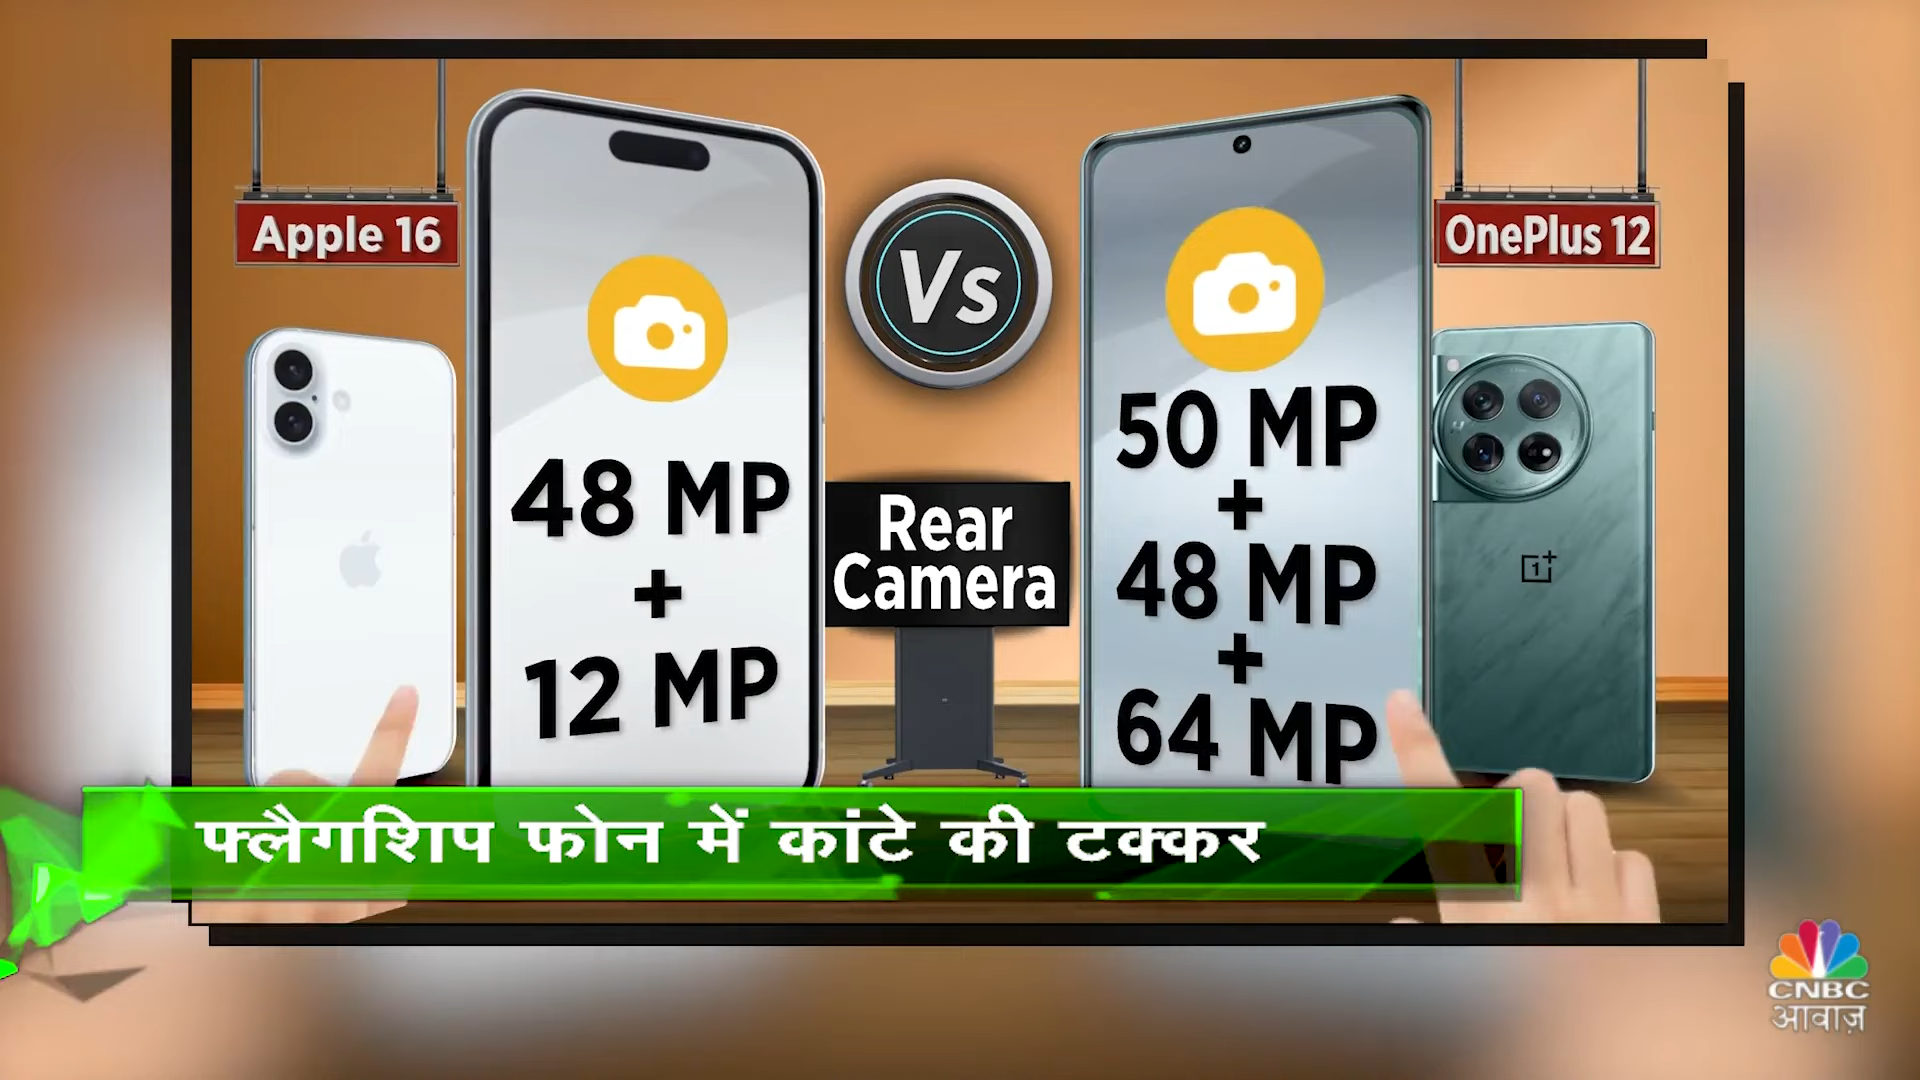 Apple 16
Vs
OnePlus 12
48 MP
+
12 MP
Rear
Camera
50 MP
+
48 MP
+
64 MP
फ्लैगशिप फोन में कांटे की टक्कर
CNBC
आवाज़